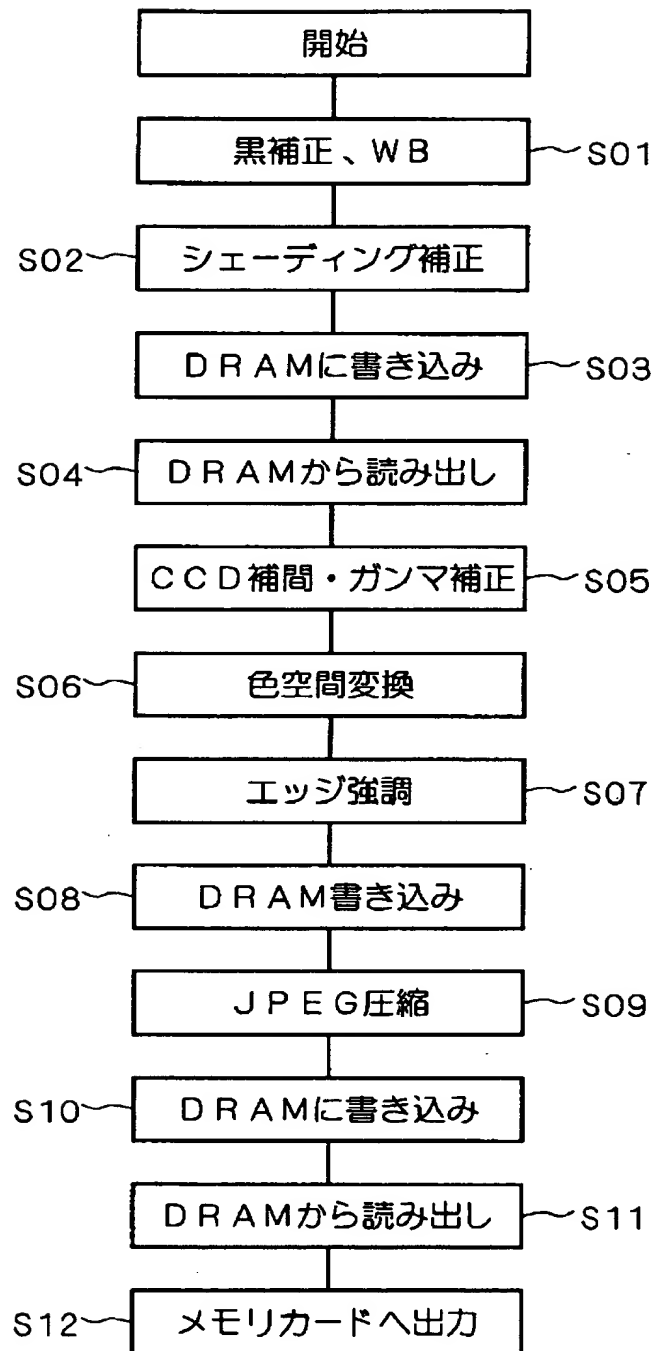 開始
黒補正、ＷＢ S01
S02 シェーディング補正
ＤＲＡＭに書き込み S03
S04 ＤＲＡＭから読み出し
ＣＣＤ補間・ガンマ補正 S05
S06 色空間変換
エッジ強調 S07
S08 ＤＲＡＭ書き込み
ＪＰＥＧ圧縮 S09
S10 ＤＲＡＭに書き込み
ＤＲＡＭから読み出し S11
S12 メモリカードへ出力